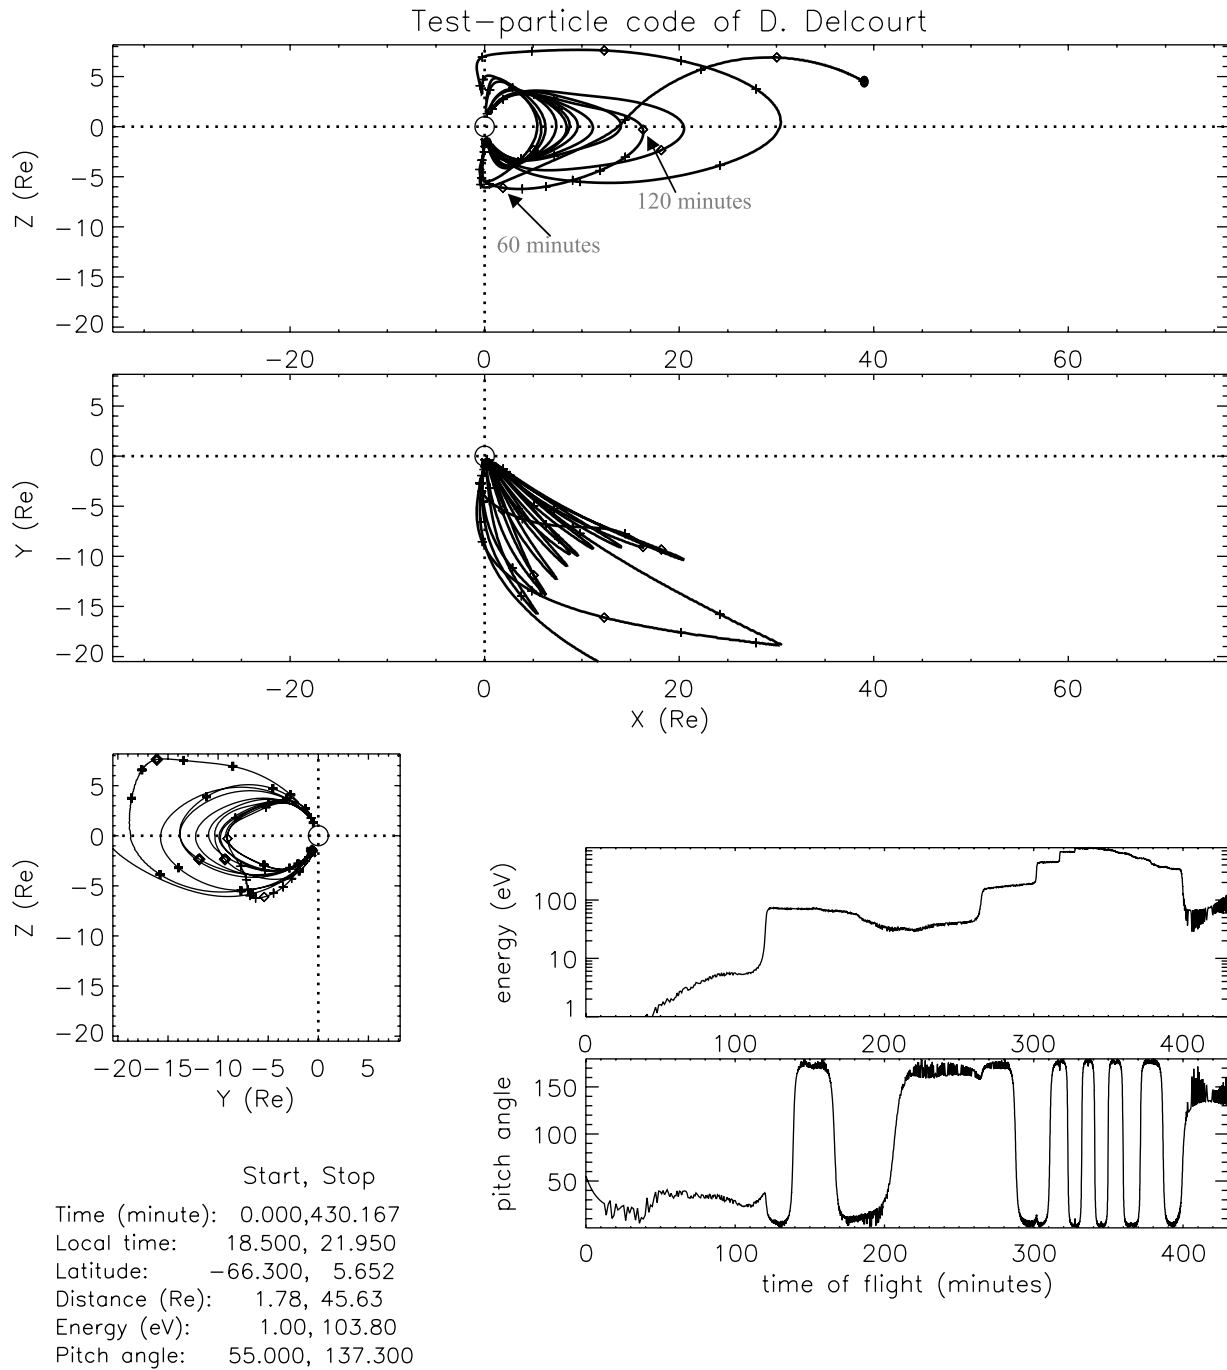 Test-particle code of D. Delcourt
5
0
-5
-10
-15
-20
Z (Re)
120 minutes
60 minutes
-20 0 20 40 60
5
0
-5
-10
-15
-20
Y (Re)
-20 0 20 40 60
X (Re)
5
0
-5
-10
-15
-20
Z (Re)
-20 -15 -10 -5 0 5
Y (Re)
100
10
1
energy (eV)
0 100 200 300 400
150
100
50
pitch angle
0 100 200 300 400
time of flight (minutes)
Start, Stop
Time (minute): 0.000,430.167
Local time: 18.500, 21.950
Latitude: -66.300, 5.652
Distance (Re): 1.78, 45.63
Energy (eV): 1.00, 103.80
Pitch angle: 55.000, 137.300